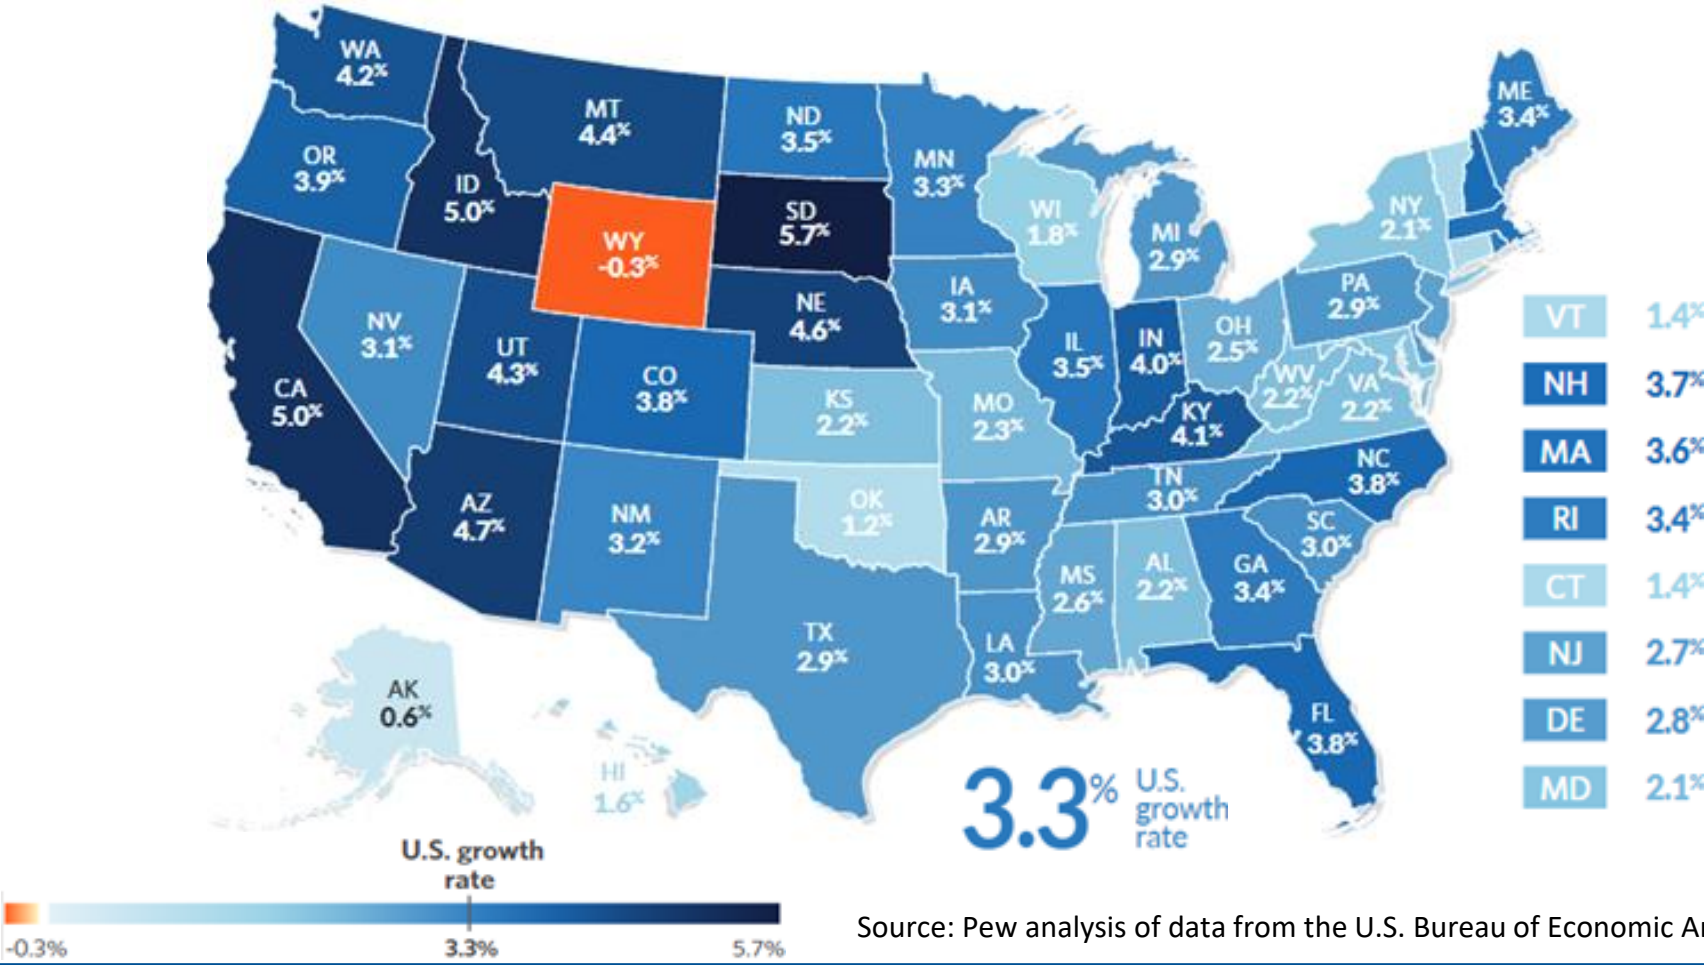 WA
4.2%
MT
4.4%
ND
3.5%
MN
3.3%
ME
3.4%
OR
3.9%
ID
5.0%
WY
-0.3%
SD
5.7%
WI
1.8%
MI
2.9%
NY
2.1%
NE
4.6%
IA
3.1%
PA
2.9%
NV
3.1%
UT
4.3%
CO
3.8%
IL
3.5%
IN
4.0%
OH
2.5%
WV
2.2%
VA
2.2%
CA
5.0%
KS
2.2%
MO
2.3%
KY
4.1%
NC
3.8%
AZ
4.7%
NM
3.2%
OK
1.2%
AR
2.9%
TN
3.0%
SC
3.0%
MS
2.6%
AL
2.2%
GA
3.4%
TX
2.9%
LA
3.0%
FL
3.8%
AK
0.6%
HI
1.6%
VT 1.4%
NH 3.7%
MA 3.6%
RI 3.4%
CT 1.4%
NJ 2.7%
DE 2.8%
MD 2.1%
3.3% U.S.
growth
rate
U.S. growth
rate
-0.3% 3.3% 5.7%
Source: Pew analysis of data from the U.S. Bureau of Economic